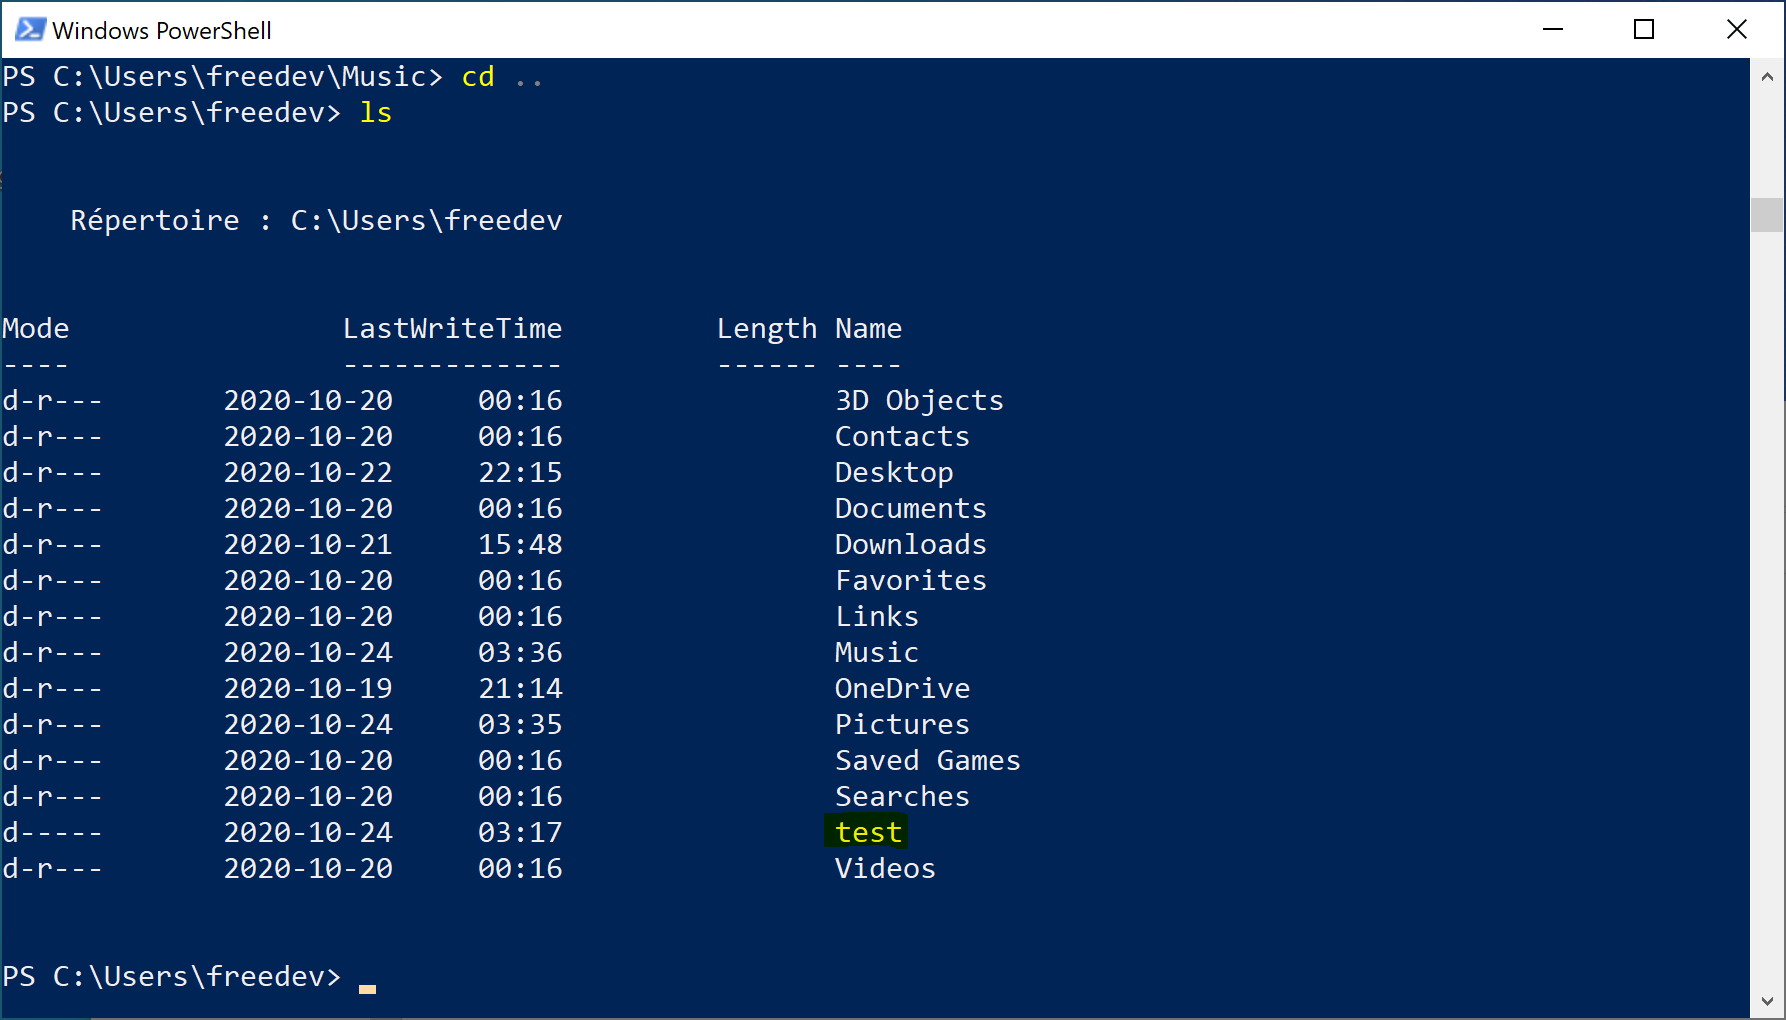 Windows PowerShell
PS C:\Users\freedev\Music> cd ..
PS C:\Users\freedev> ls
Répertoire : C:\Users\freedev
Mode LastWriteTime Length Name
---- ------------- ------ ----
d-r--- 2020-10-20 00:16 3D Objects
d-r--- 2020-10-20 00:16 Contacts
d-r--- 2020-10-22 22:15 Desktop
d-r--- 2020-10-20 00:16 Documents
d-r--- 2020-10-21 15:48 Downloads
d-r--- 2020-10-20 00:16 Favorites
d-r--- 2020-10-20 00:16 Links
d-r--- 2020-10-24 03:36 Music
d-r--- 2020-10-19 21:14 OneDrive
d-r--- 2020-10-24 03:35 Pictures
d-r--- 2020-10-20 00:16 Saved Games
d-r--- 2020-10-20 00:16 Searches
d----- 2020-10-24 03:17 test
d-r--- 2020-10-20 00:16 Videos
PS C:\Users\freedev>